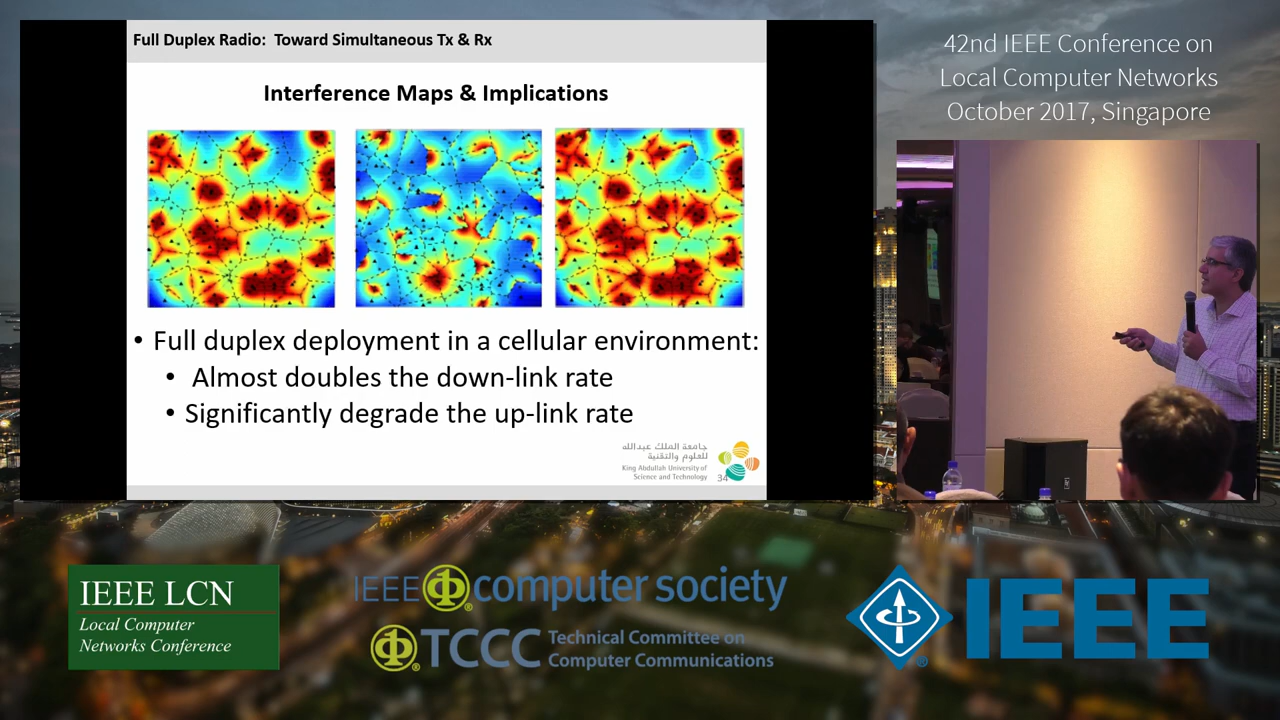 Full Duplex Radio: Toward Simultaneous Tx & Rx
Interference Maps & Implications
• Full duplex deployment in a cellular environment:
• Almost doubles the down-link rate
• Significantly degrade the up-link rate
جامعة الملك عبدالله
للعلوم والتقنية
King Abdullah University of
Science and Technology
34
42nd IEEE Conference on
Local Computer Networks
October 2017, Singapore
IEEE LCN
Local Computer
Networks Conference
IEEE computer society
TCCC Technical Committee on
Computer Communications
IEEE